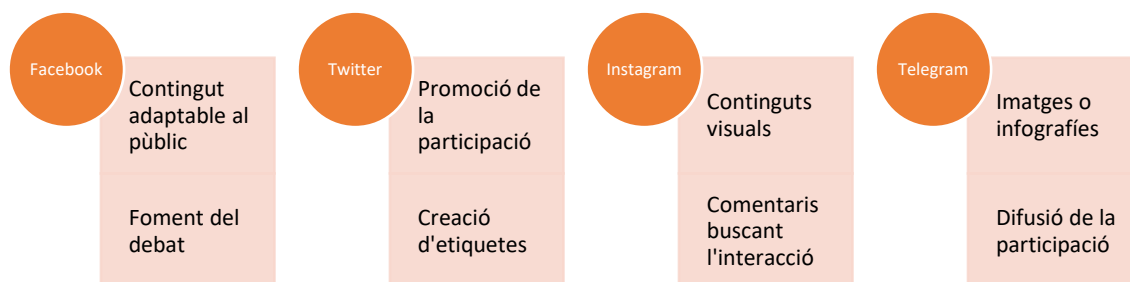 Facebook
Contingut
adaptable al
pùblic
Foment del
debat
Twitter
Promoció de
la
participació
Creació
d'etiquetes
Instagram
Continguts
visuals
Comentaris
buscant
l'interacció
Telegram
Imatges o
infografíes
Difusió de la
participació